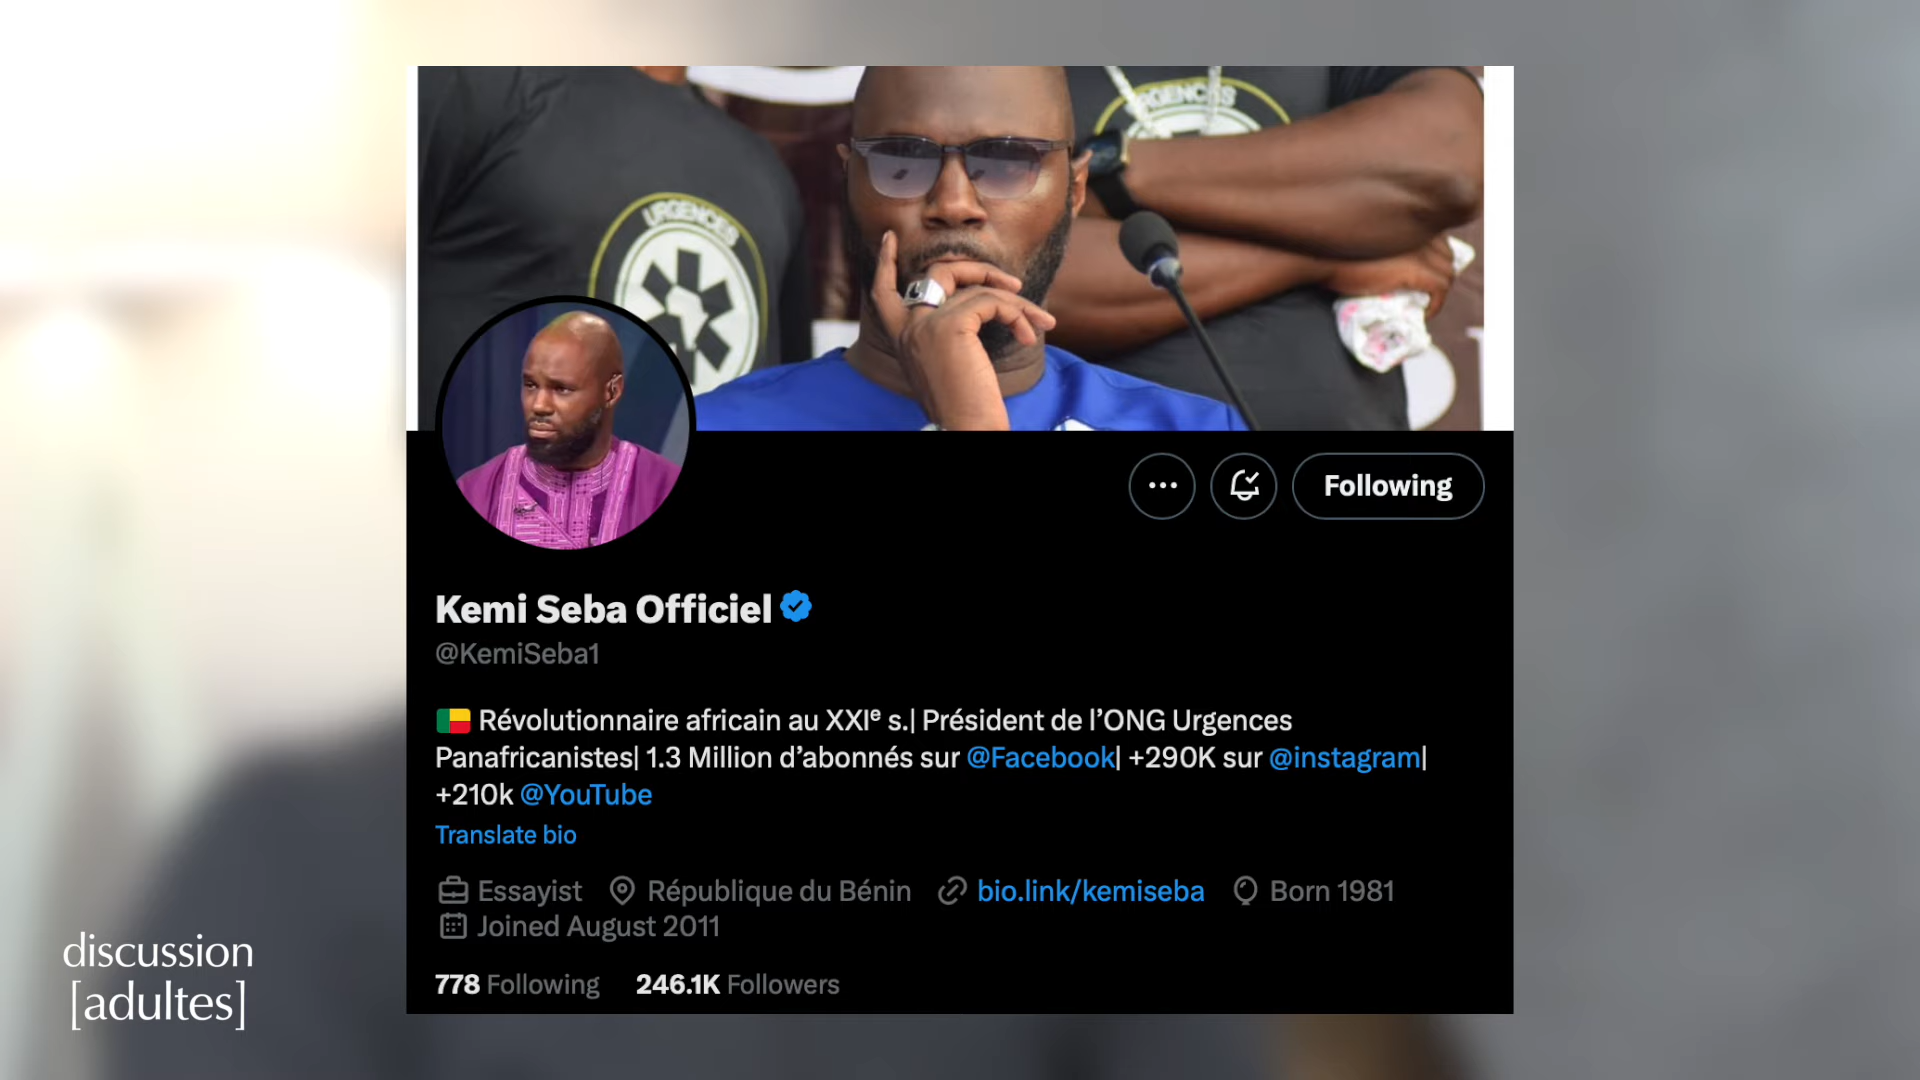 URGENCES
URGENCES
Following
Kemi Seba Officiel
@KemiSeba1
Révolutionnaire africain au XXIᵉ s.| Président de l’ONG Urgences
Panafricanistes| 1.3 Million d’abonnés sur @Facebook| +290K sur @instagram|
+210k @YouTube
Translate bio
Essayist République du Bénin bio.link/kemiseba Born 1981
Joined August 2011
778 Following 246.1K Followers
discussion
[adultes]